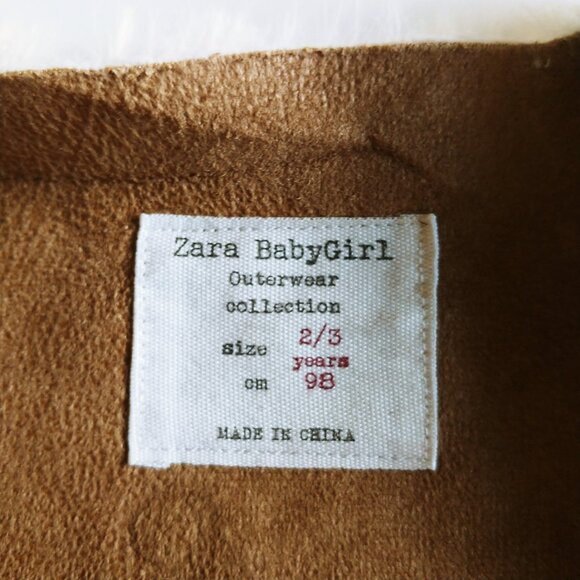 Zara BabyGirl
Outerwear
collection
size 2/3
years
cm 98
MADE IN CHINA